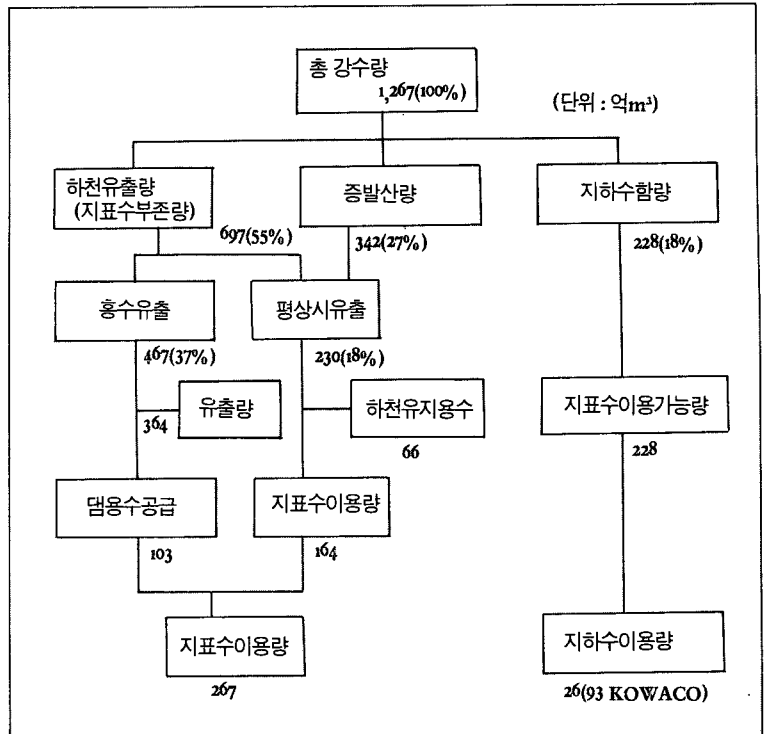 총 강수량
1,267(100%)
(단위 : 억m³)
하천유출량
(지표수부존량)
697(55%)
증발산량
342(27%)
지하수함량
228(18%)
홍수유출
467(37%)
평상시유출
230(18%)
유출량
364
하천유지용수
66
지표수이용가능량
228
댐용수공급
103
지표수이용량
164
지표수이용량
267
지하수이용량
26(93 KOWACO)